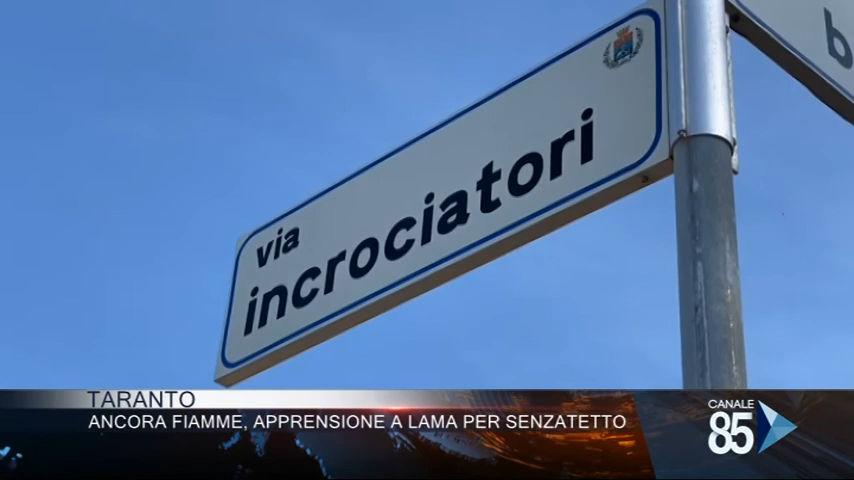 via
incrociatori
b
TARANTO
ANCORA FIAMME, APPRENSIONE A LAMA PER SENZATETTO
CANALE
85